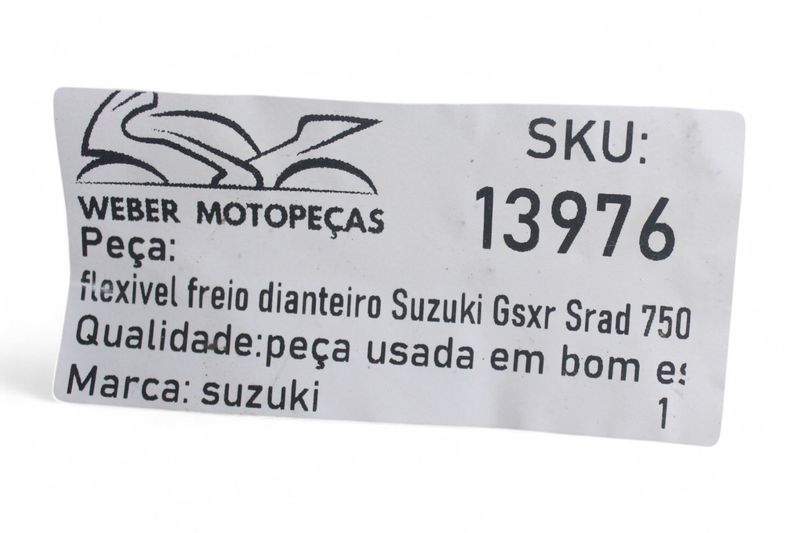 WEBER MOTOPEÇAS
SKU:
13976
Peça:
flexivel freio dianteiro Suzuki Gsxr Srad 750
Qualidade:peça usada em bom es
Marca: suzuki
1